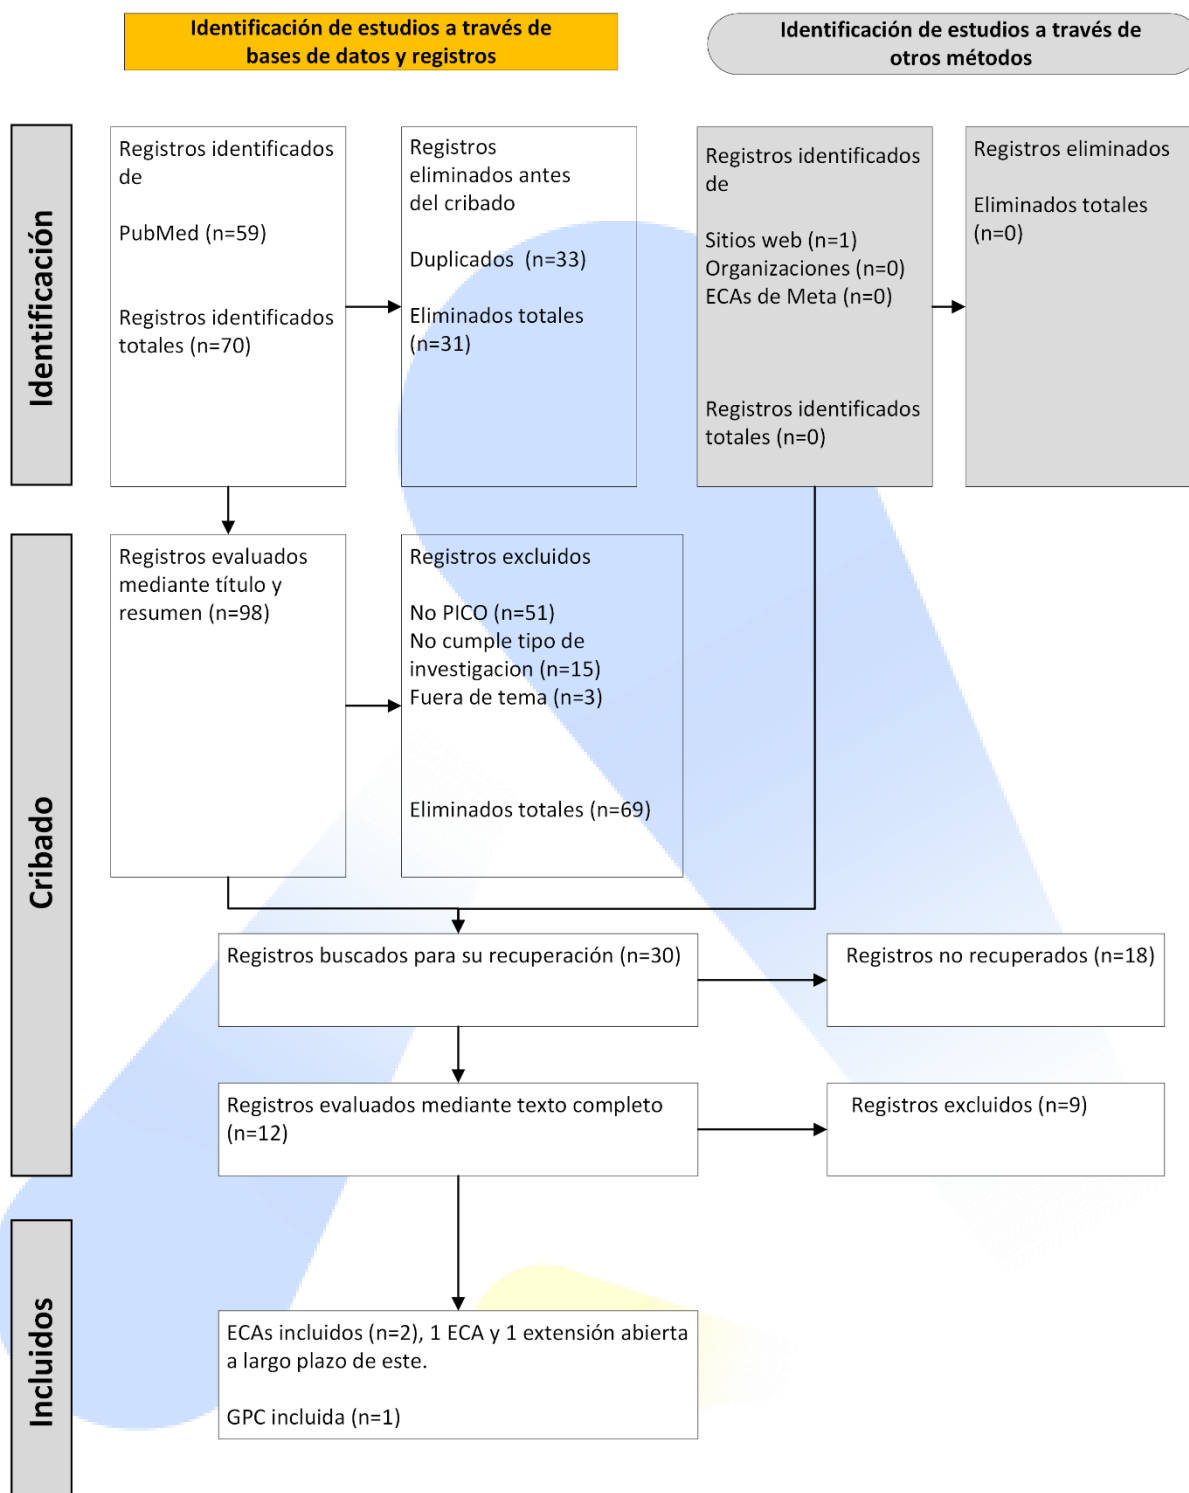 Identificación de estudios a través de
bases de datos y registros
Identificación de estudios a través de
otros métodos
Identificación
Registros identificados
de
PubMed (n=59)
Registros identificados
totales (n=70)
Registros
eliminados antes
del cribado
Duplicados  (n=33)
Eliminados totales
(n=31)
Registros identificados
de
Sitios web (n=1)
Organizaciones (n=0)
ECAs de Meta (n=0)
Registros identificados
totales (n=0)
Registros eliminados
Eliminados totales
(n=0)
Cribado
Registros evaluados
mediante título y
resumen (n=98)
Registros excluidos
No PICO (n=51)
No cumple tipo de
investigacion (n=15)
Fuera de tema (n=3)
Eliminados totales (n=69)
Registros buscados para su recuperación (n=30)
Registros no recuperados (n=18)
Registros evaluados mediante texto completo
(n=12)
Registros excluidos (n=9)
Incluidos
ECAs incluidos (n=2), 1 ECA y 1 extensión abierta
a largo plazo de este.
GPC incluida (n=1)